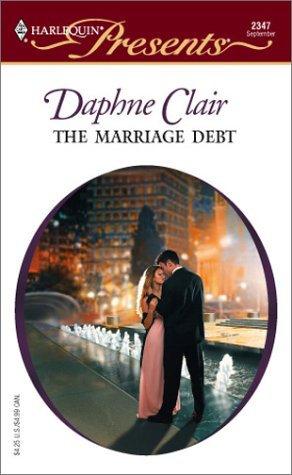 HARLEQUIN®
Presents®
2347
September
Daphne Clair
THE MARRIAGE DEBT
$4.25 U.S./$4.99 CAN.